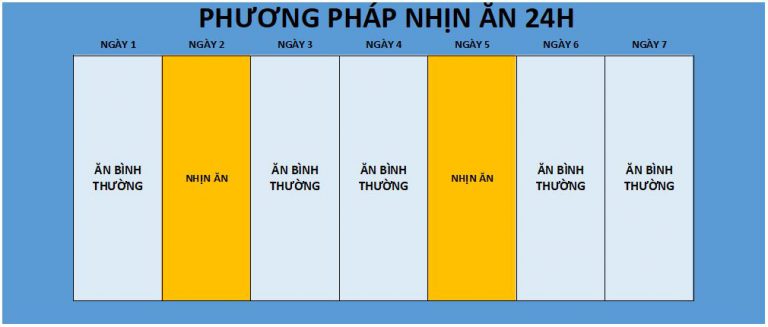 PHƯƠNG PHÁP NHỊN ĂN 24H
NGÀY 1 NGÀY 2 NGÀY 3 NGÀY 4 NGÀY 5 NGÀY 6 NGÀY 7
ĂN BÌNH THƯỜNG
NHỊN ĂN
ĂN BÌNH THƯỜNG
ĂN BÌNH THƯỜNG
NHỊN ĂN
ĂN BÌNH THƯỜNG
ĂN BÌNH THƯỜNG